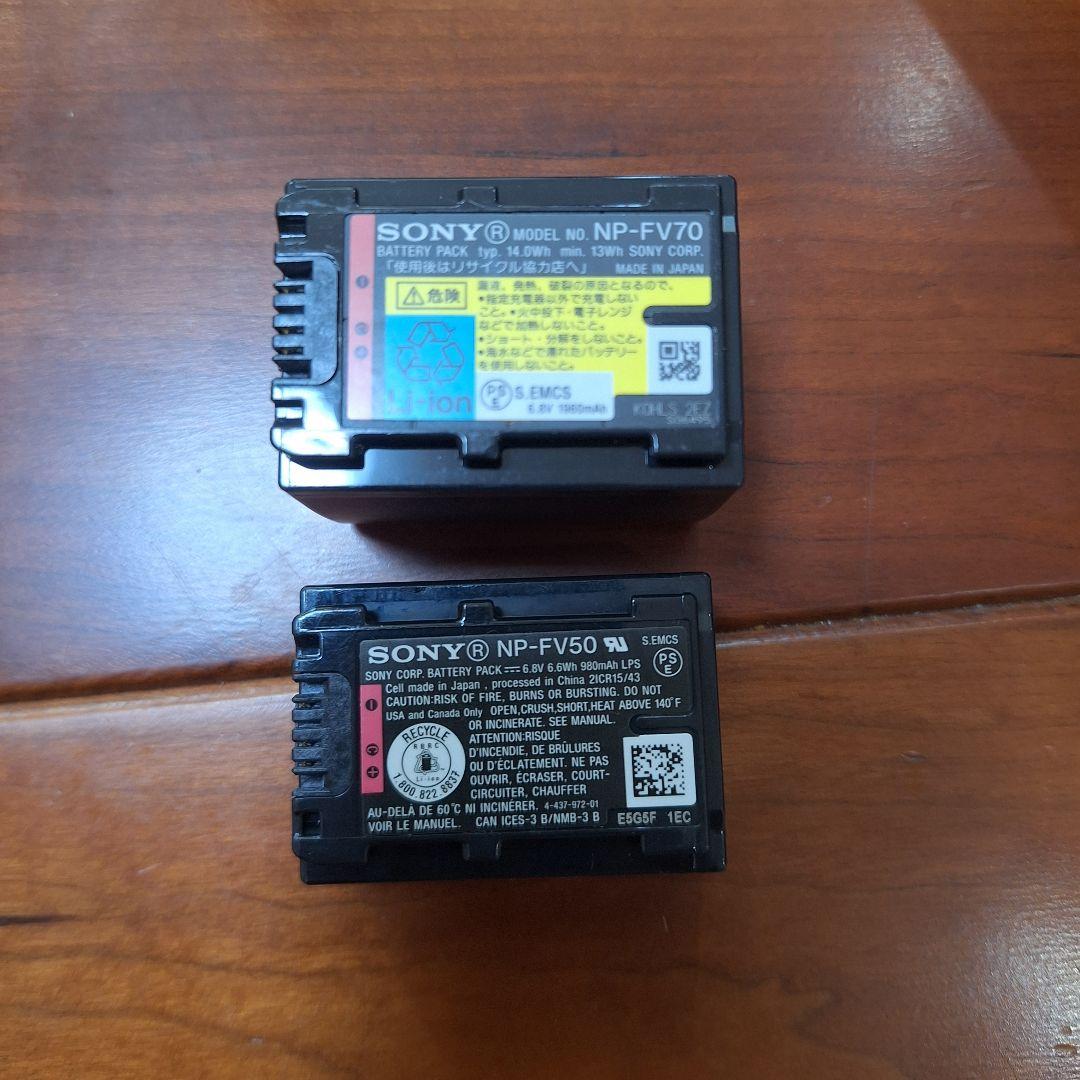 SONY® MODEL NO. NP-FV70
BATTERY PACK typ. 14.0Wh min. 13Wh SONY CORP.
「使用後はリサイクル協力店へ」 MADE IN JAPAN
⚠危険
漏液、発熱、破裂の原因となるので、
•指定充電器以外で充電しない
こと。•火中投下・電子レンジ
などで加熱しないこと。
•ショート・分解をしないこと。
•海水などで濡れたバッテリー
を使用しないこと。
Li-ion
PS E S.EMCS
6.8V 1960mAh
KOHLS 2EZ
SONY® NP-FV50 S.EMCS
SONY CORP. BATTERY PACK 6.8V 6.6Wh 980mAh LPS
PS E
Cell made in Japan , processed in China 2ICR15/43
CAUTION:RISK OF FIRE, BURNS OR BURSTING. DO NOT
USA and Canada Only OPEN,CRUSH,SHORT,HEAT ABOVE 140°F
OR INCINERATE. SEE MANUAL.
ATTENTION:RISQUE
D'INCENDIE, DE BRÛLURES
OU D'ÉCLATEMENT. NE PAS
OUVRIR, ÉCRASER, COURT-
CIRCUITER, CHAUFFER
AU-DELÀ DE 60°C NI INCINÉRER. 4-437-972-01
VOIR LE MANUEL. CAN ICES-3 B/NMB-3 B
RECYCLE
RBRC
Li-ion
1.800.822.8837
E5G5F 1EC